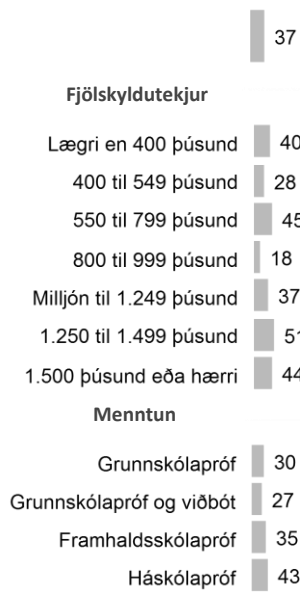 37
Fjölskyldutekjur
Lægri en 400 þúsund 40
400 til 549 þúsund 28
550 til 799 þúsund 45
800 til 999 þúsund 18
Milljón til 1.249 þúsund 37
1.250 til 1.499 þúsund 51
1.500 þúsund eða hærri 44
Menntun
Grunnskólapróf 30
Grunnskólapróf og viðbót 27
Framhaldsskólapróf 35
Háskólapróf 43